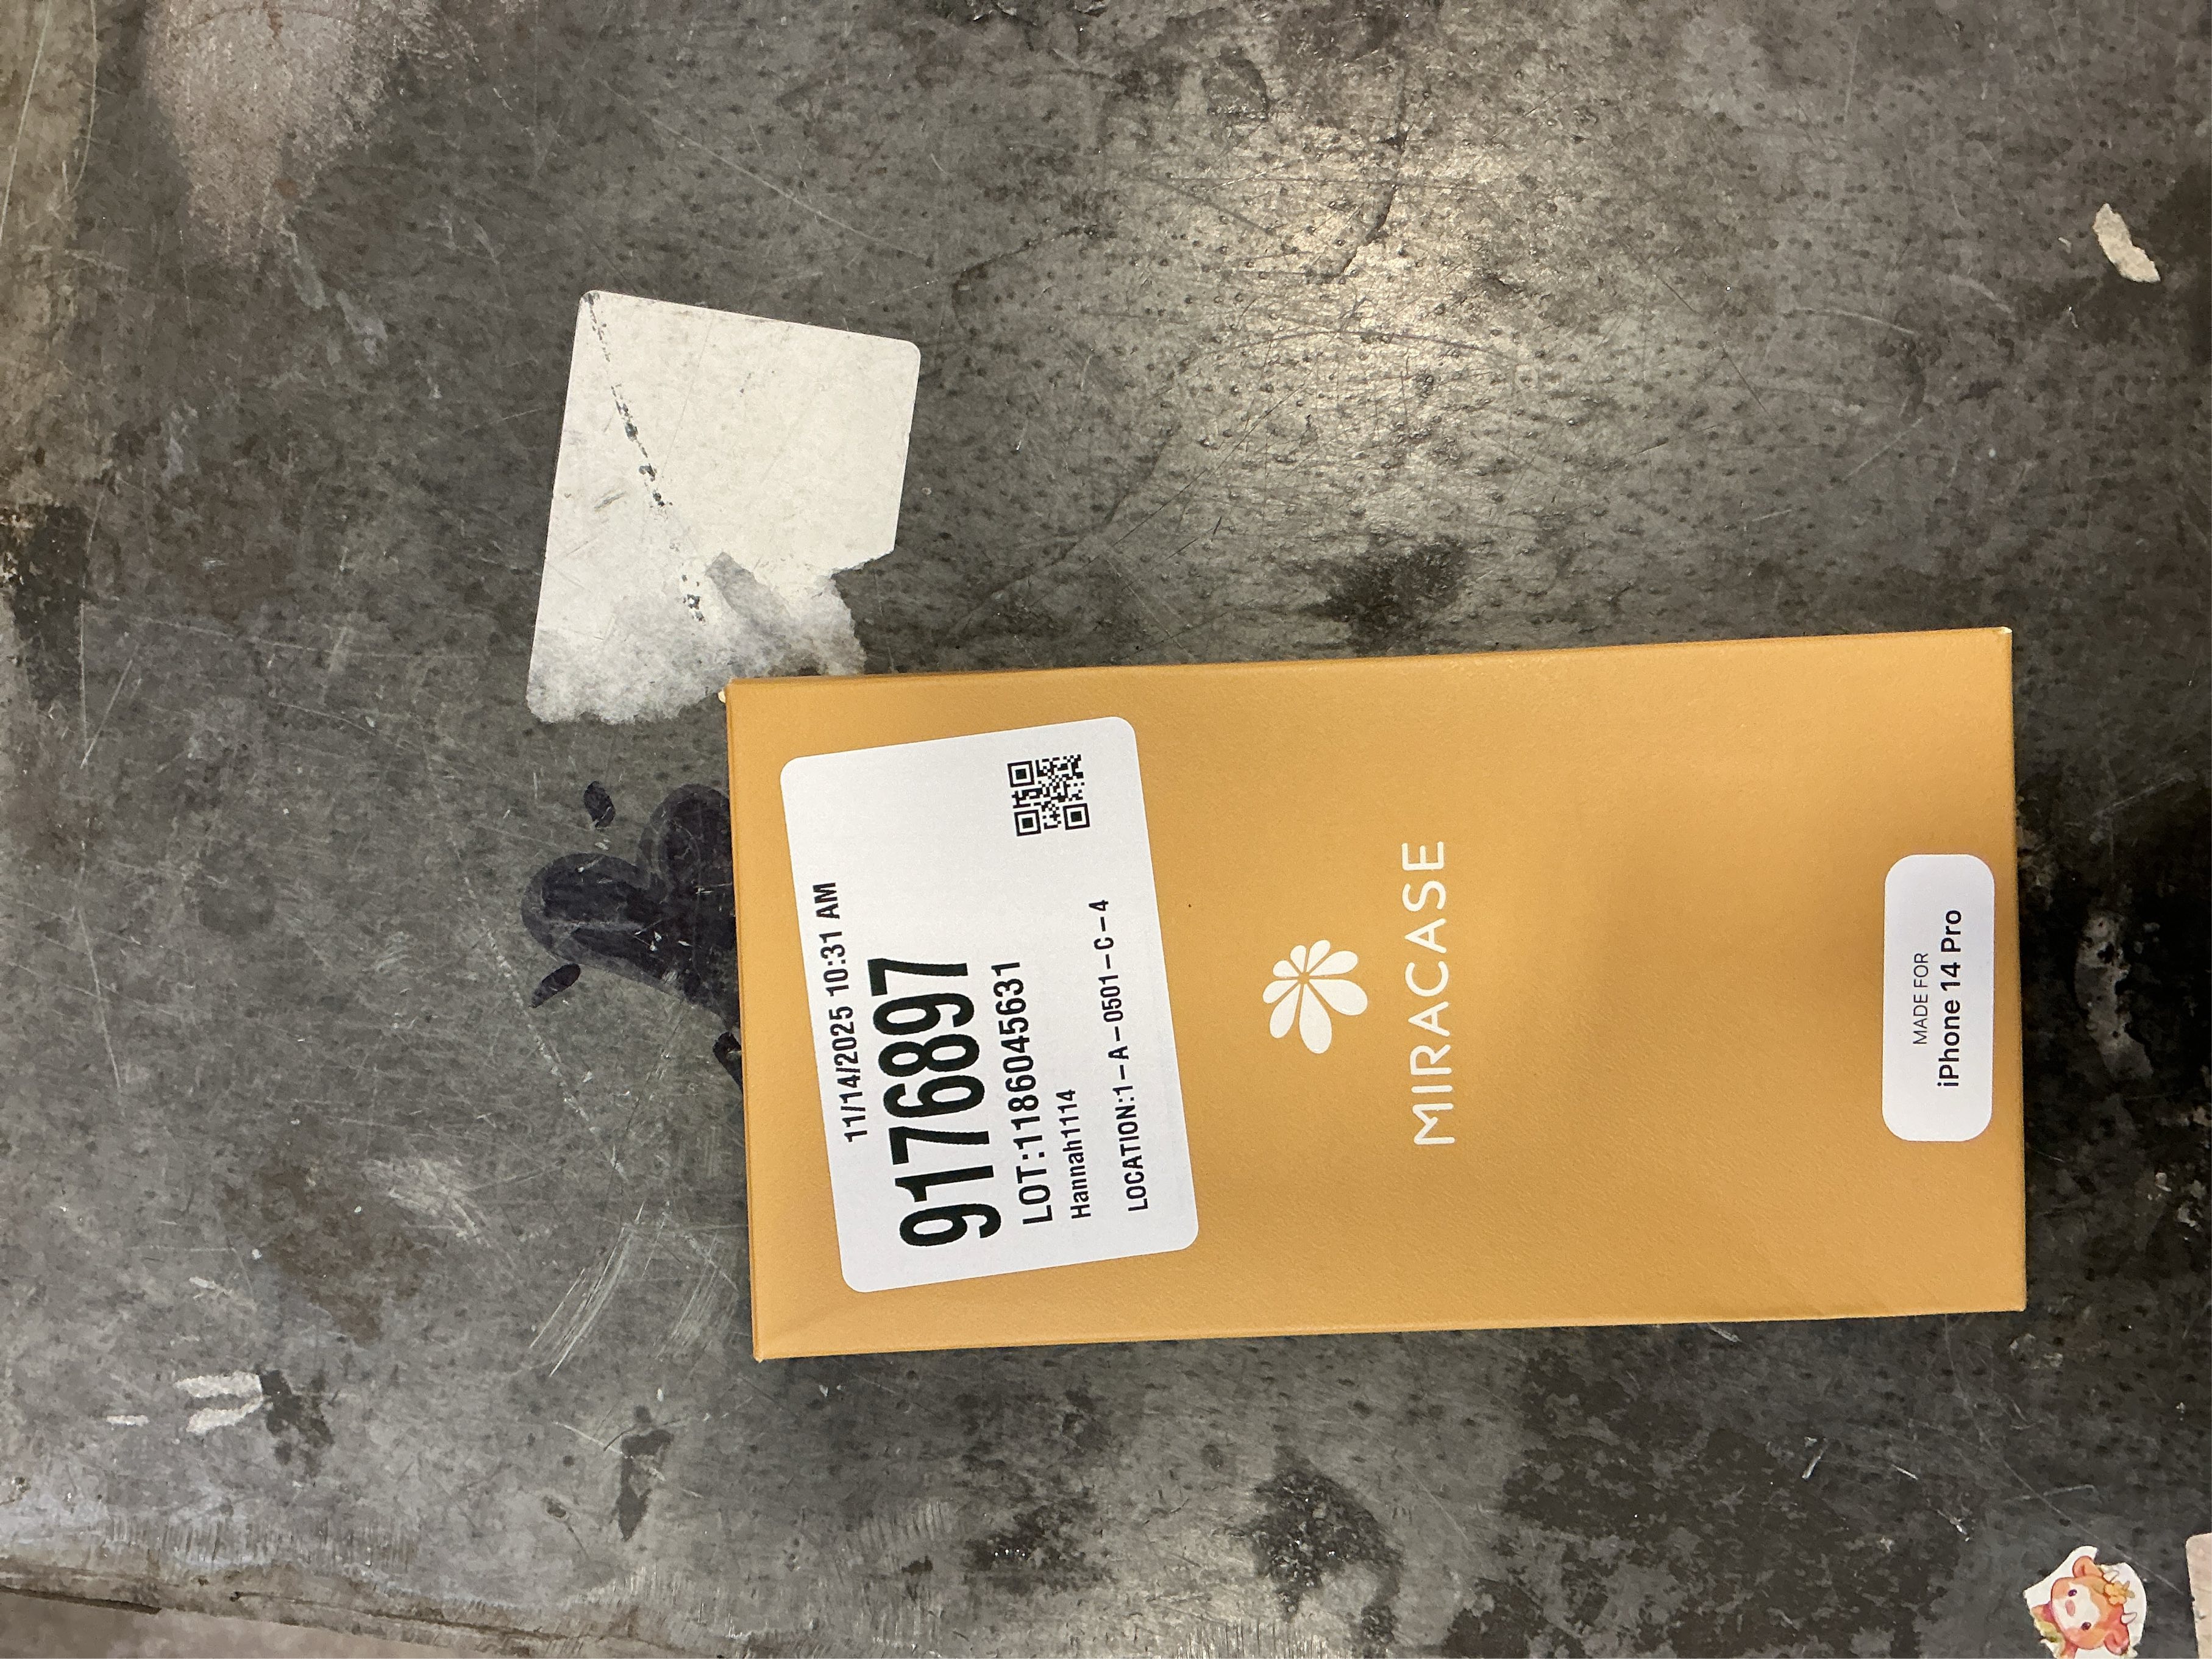 11/14/2025 10:31 AM
9176897
LOT:1186045631
Hannah1114
LOCATION:1-A-0501-C-4
MIRACASE
MADE FOR
iPhone 14 Pro